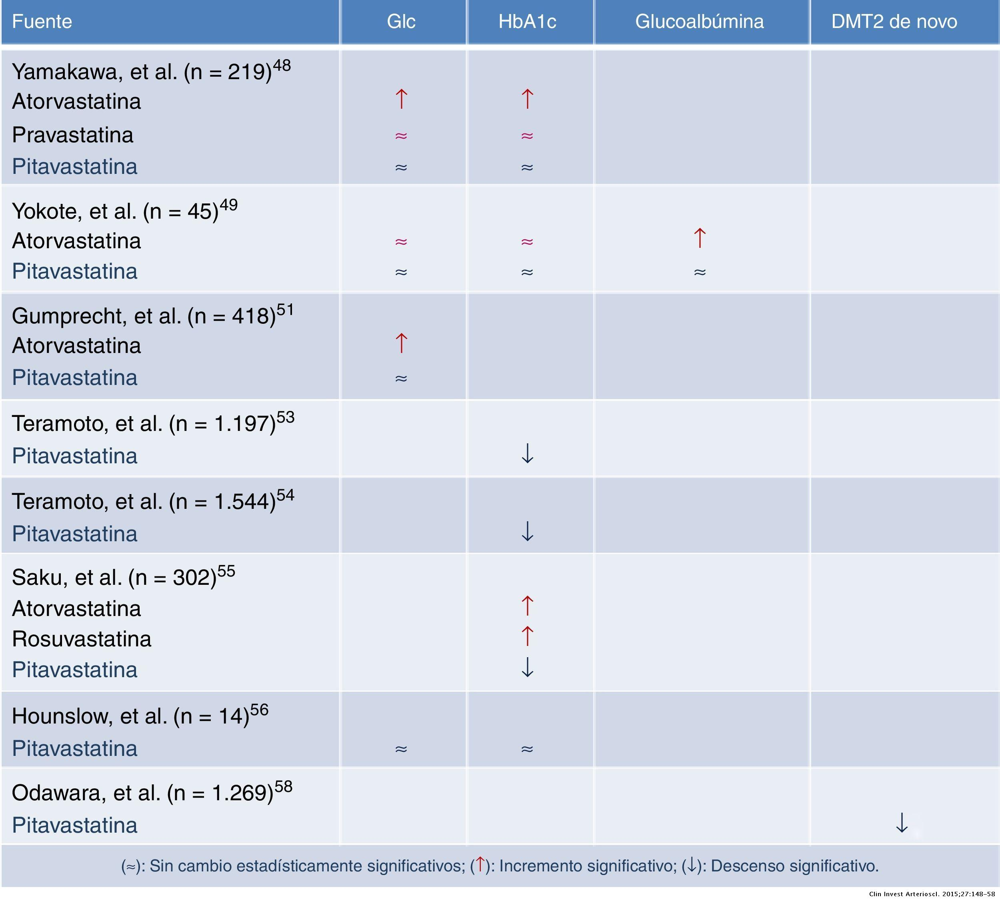 Fuente Glc HbA1c Glucoalbúmina DMT2 de novo
Yamakawa, et al. (n = 219)48
Atorvastatina ↑ ↑
Pravastatina ≈ ≈
Pitavastatina ≈ ≈
Yokote, et al. (n = 45)49
Atorvastatina ≈ ≈ ↑
Pitavastatina ≈ ≈ ≈
Gumprecht, et al. (n = 418)51
Atorvastatina ↑
Pitavastatina ≈
Teramoto, et al. (n = 1.197)53
Pitavastatina ↓
Teramoto, et al. (n = 1.544)54
Pitavastatina ↓
Saku, et al. (n = 302)55
Atorvastatina ↑
Rosuvastatina ↑
Pitavastatina ↓
Hounslow, et al. (n = 14)56
Pitavastatina ≈ ≈
Odawara, et al. (n = 1.269)58
Pitavastatina ↓
(≈): Sin cambio estadísticamente significativos; (↑): Incremento significativo; (↓): Descenso significativo.
Clin Invest Arterioscl. 2015;27:148–58